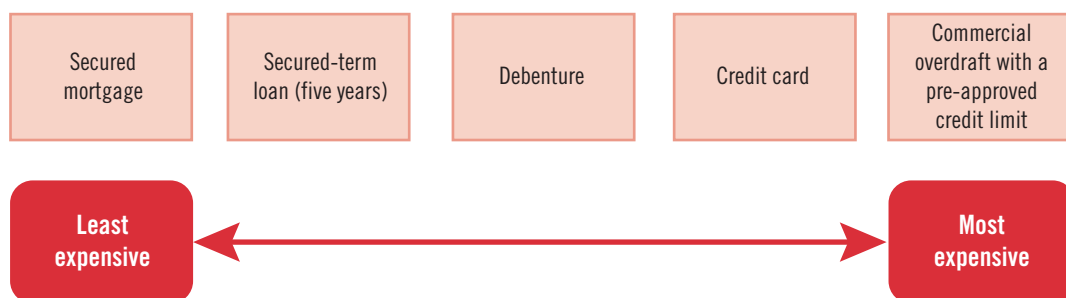 Secured
mortgage
Secured-term
loan (five years)
Debenture
Credit card
Commercial
overdraft with a
pre-approved
credit limit
Least
expensive
Most
expensive